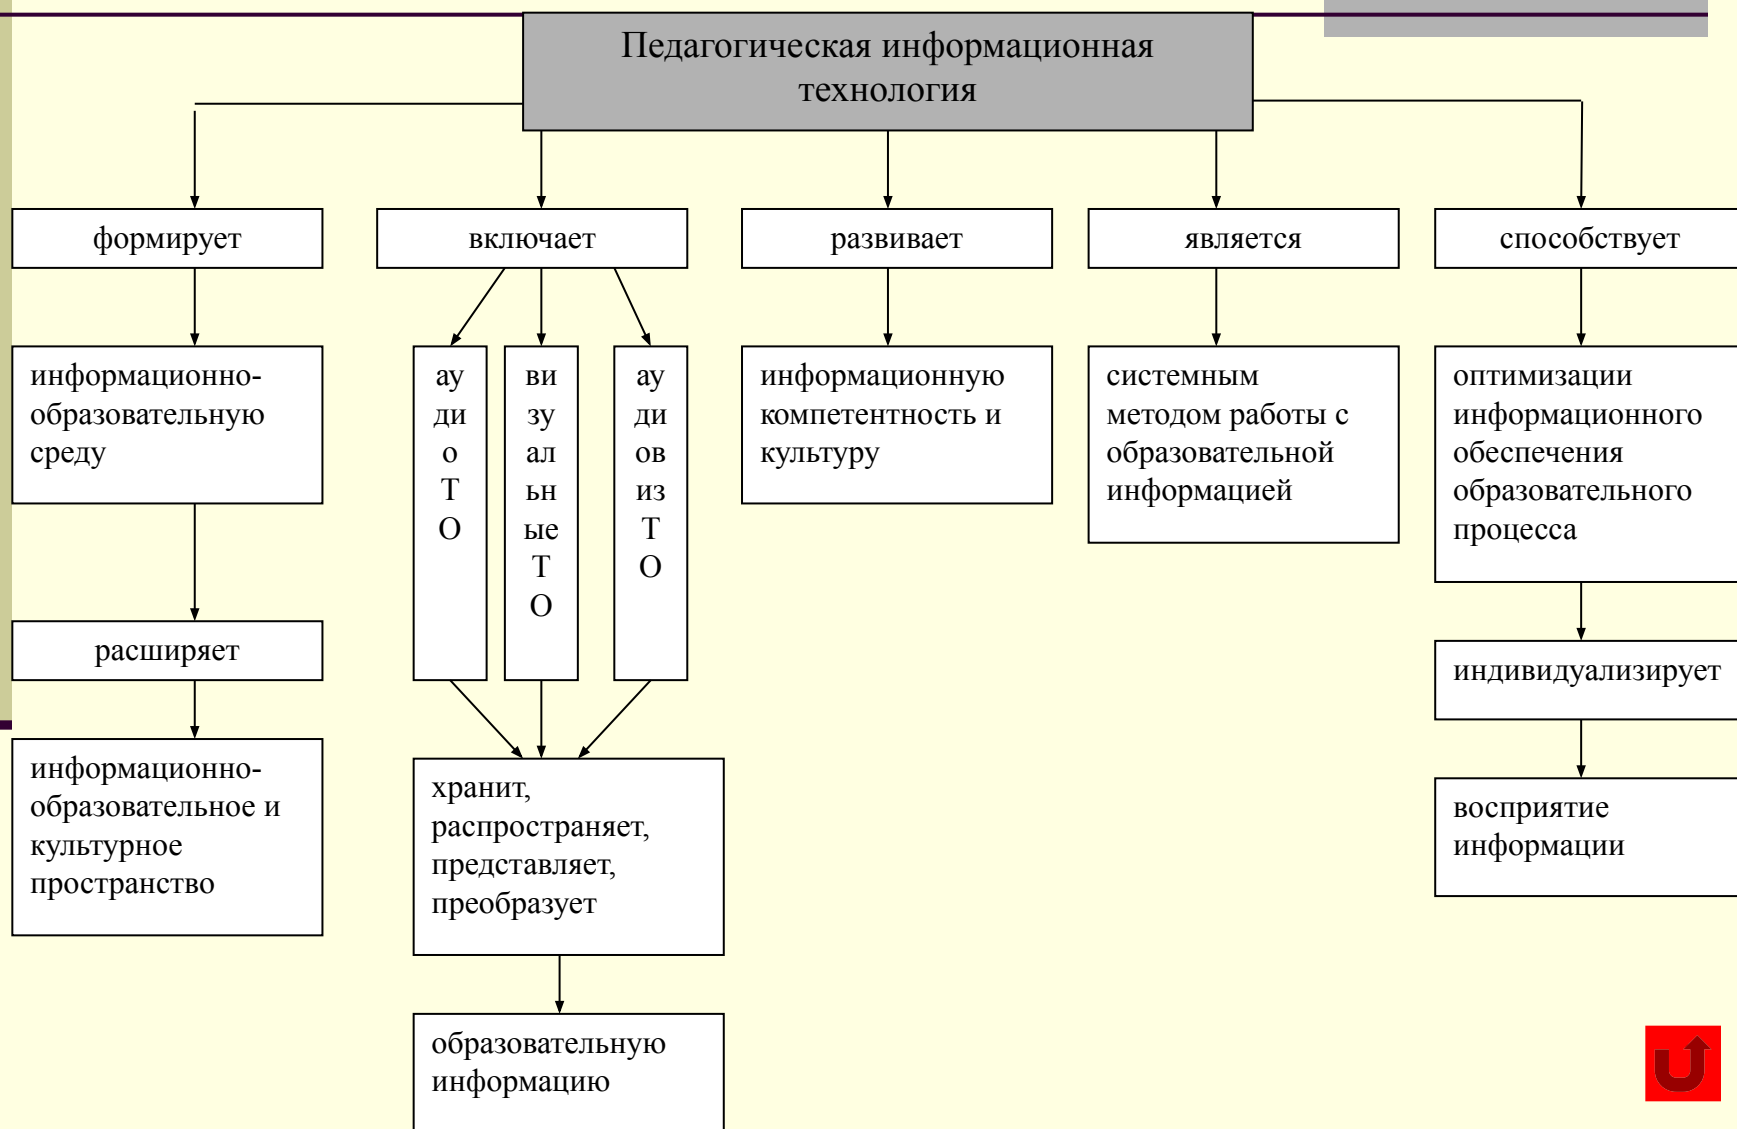 Педагогическая информационная
технология
формирует
включает
развивает
является
способствует
информационно-
образовательную
среду
ау
ди
о
Т
О
ви
зу
ал
ьн
ые
Т
О
ау
ди
ов
из
Т
О
информационную
компетентность и
культуру
системным
методом работы с
образовательной
информацией
оптимизации
информационного
обеспечения
образовательного
процесса
расширяет
индивидуализирует
информационно-
образовательное и
культурное
пространство
хранит,
распространяет,
представляет,
преобразует
восприятие
информации
образовательную
информацию